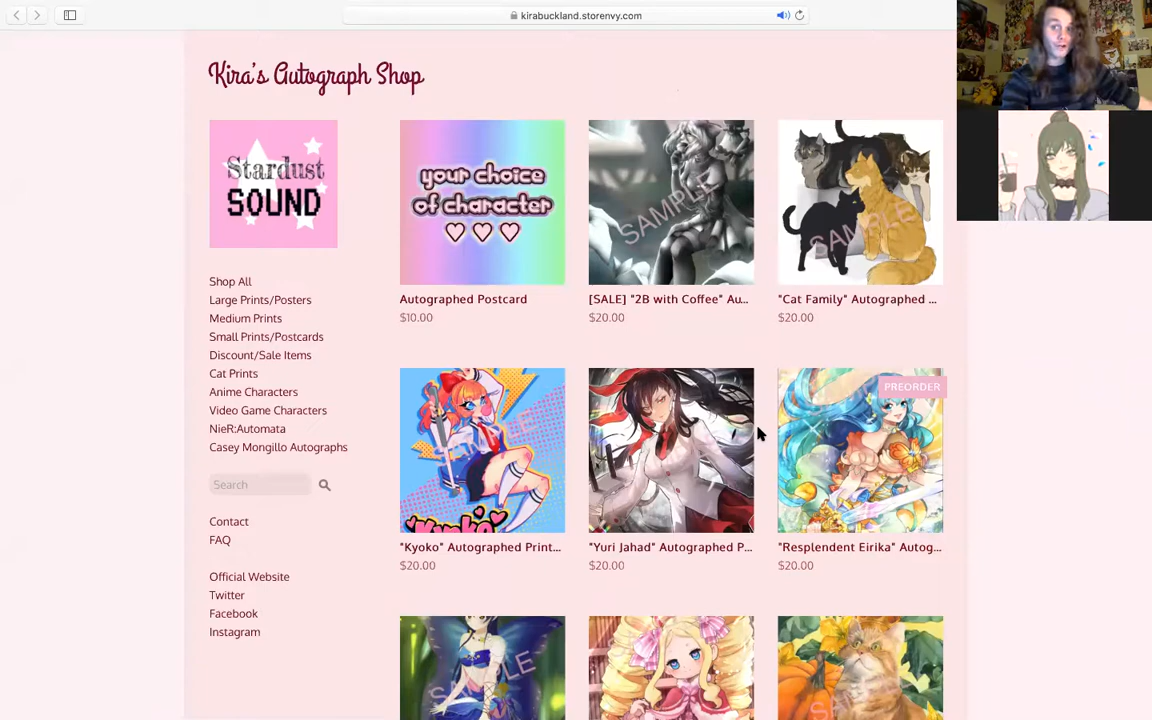 kirabuckland.storenvy.com
Kira's Autograph Shop
Stardust
SOUND
Shop All
Large Prints/Posters
Medium Prints
Small Prints/Postcards
Discount/Sale Items
Cat Prints
Anime Characters
Video Game Characters
NieR:Automata
Casey Mongillo Autographs
Search
Contact
FAQ
Official Website
Twitter
Facebook
Instagram
your choice
of character
Autographed Postcard
$10.00
SAMPLE
[SALE] "2B with Coffee" Au...
$20.00
SAMPLE
"Cat Family" Autographed ...
$20.00
SAMPLE
Kyoko
"Kyoko" Autographed Print...
$20.00
"Yuri Jahad" Autographed P...
$20.00
PREORDER
"Resplendent Eirika" Autog...
$20.00
SAMPLE
SAMPLE
SAMPLE